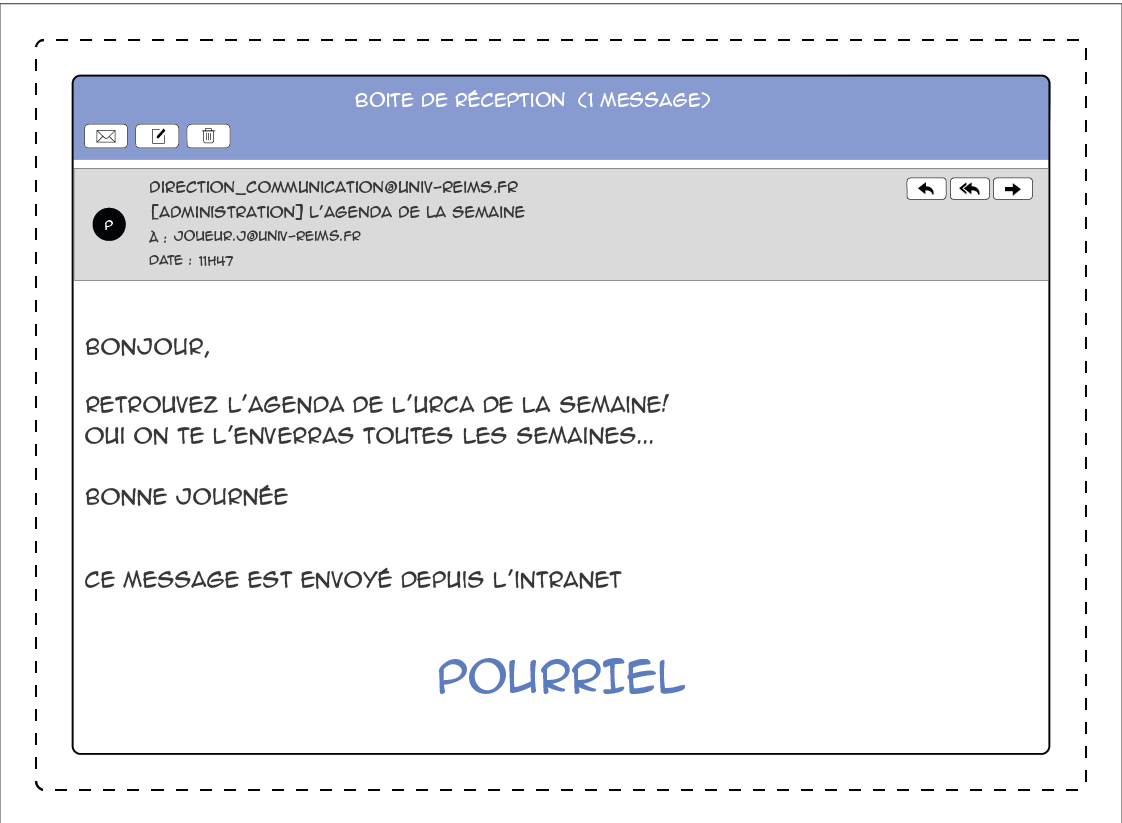 BOITE DE RÉCEPTION (1 MESSAGE)
DIRECTION_COMMUNICATION@UNIV-REIMS.FR
[ADMINISTRATION] L'AGENDA DE LA SEMAINE
P
À : JOUEUR.J@UNIV-REIMS.FR
DATE : 11H47
BONJOUR,
RETROUVEZ L'AGENDA DE L'URCA DE LA SEMAINE!
OUI ON TE L'ENVERRAS TOUTES LES SEMAINES...
BONNE JOURNÉE
CE MESSAGE EST ENVOYÉ DEPUIS L'INTRANET
POURRIEL